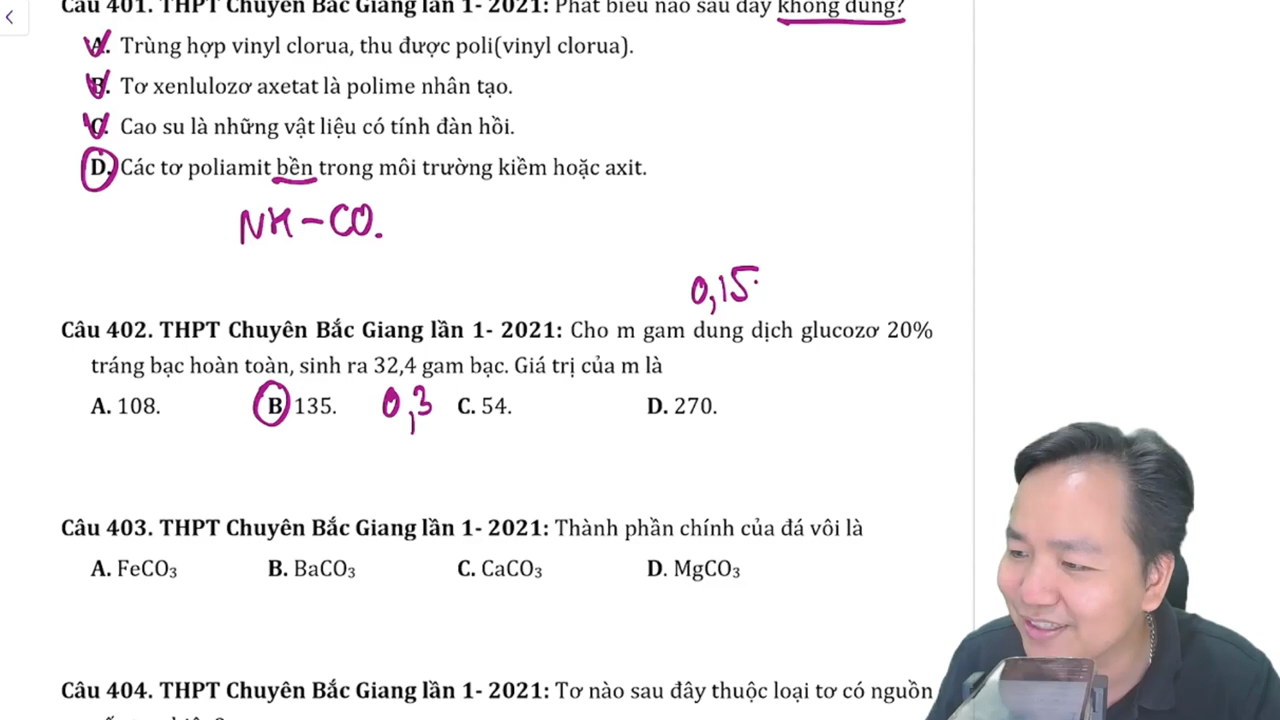 Câu 401. THPT Chuyên Bắc Giang lần 1- 2021: Phát biểu nào sau đây không đúng?
A. Trùng hợp vinyl clorua, thu được poli(vinyl clorua).
B. Tơ xenlulozơ axetat là polime nhân tạo.
C. Cao su là những vật liệu có tính đàn hồi.
D. Các tơ poliamit bền trong môi trường kiềm hoặc axit.
NH-CO.
0,15.
Câu 402. THPT Chuyên Bắc Giang lần 1- 2021: Cho m gam dung dịch glucozơ 20%
tráng bạc hoàn toàn, sinh ra 32,4 gam bạc. Giá trị của m là
A. 108. B 135. 0,3 C. 54. D. 270.
Câu 403. THPT Chuyên Bắc Giang lần 1- 2021: Thành phần chính của đá vôi là
A. FeCO₃ B. BaCO₃ C. CaCO₃ D. MgCO₃
Câu 404. THPT Chuyên Bắc Giang lần 1- 2021: Tơ nào sau đây thuộc loại tơ có nguồn